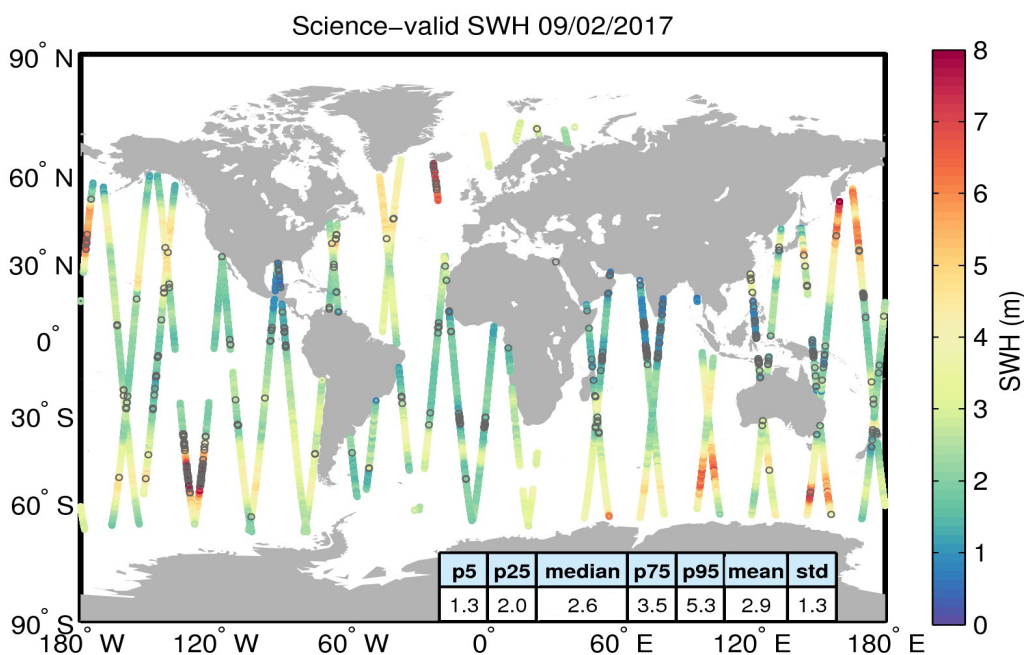 Science−valid SWH 09/02/2017
90° N
60° N
30° N
0°
30° S
60° S
90° S
180° W
120° W
60° W
0°
60° E
120° E
180° E
p5 p25 median p75 p95 mean std
1.3 2.0 2.6 3.5 5.3 2.9 1.3
8
7
6
5
4
3
2
1
0
SWH (m)